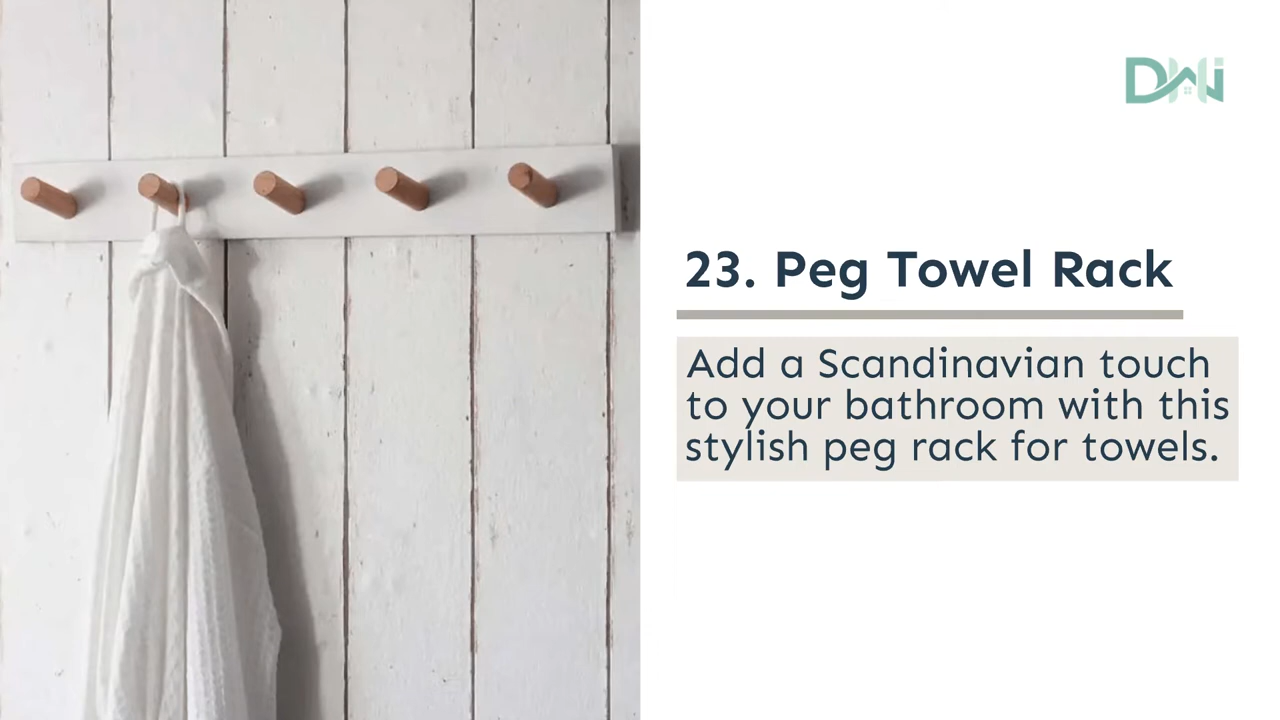 DHI
23. Peg Towel Rack
Add a Scandinavian touch
to your bathroom with this
stylish peg rack for towels.